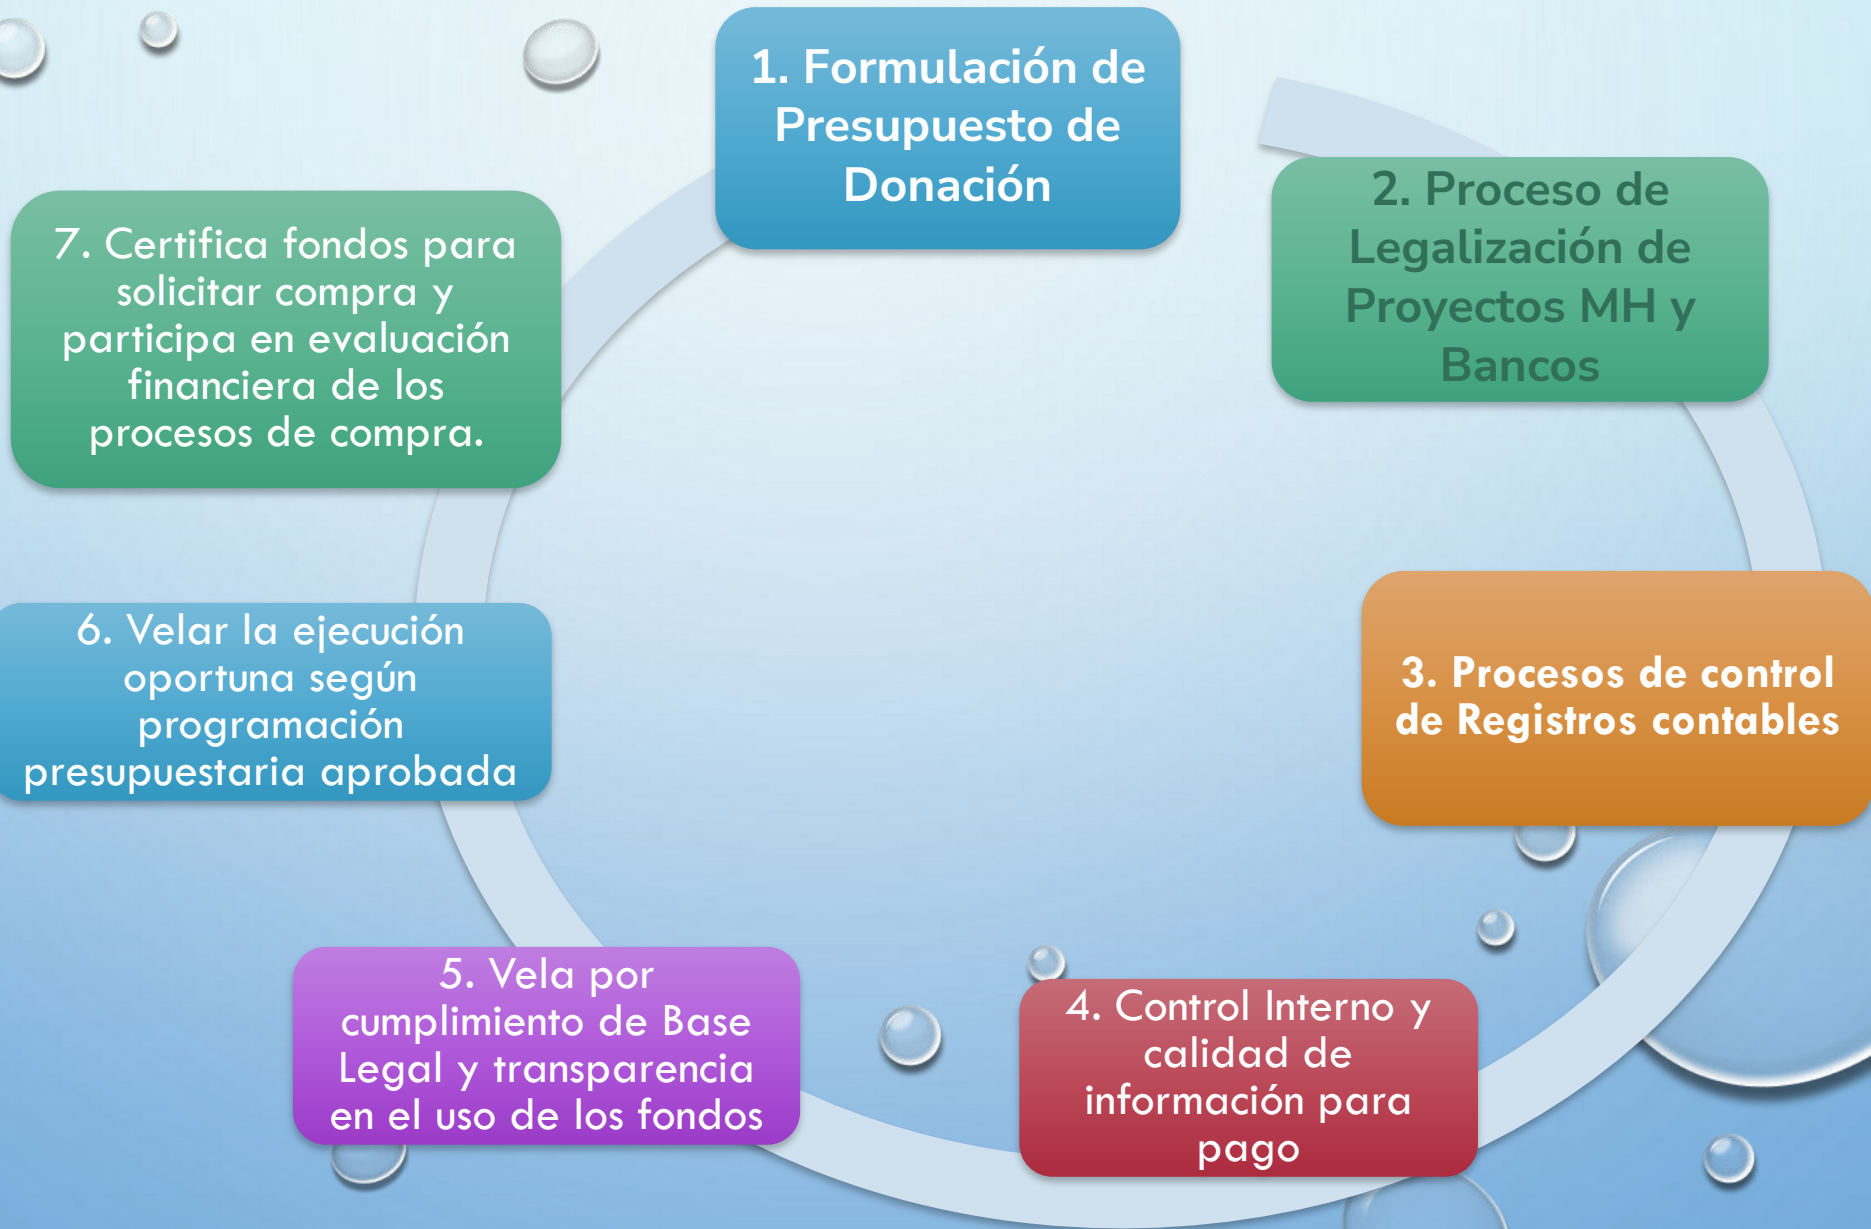 1. Formulación de
Presupuesto de
Donación
2. Proceso de
Legalización de
Proyectos MH y
Bancos
3. Procesos de control
de Registros contables
4. Control Interno y
calidad de
información para
pago
5. Vela por
cumplimiento de Base
Legal y transparencia
en el uso de los fondos
6. Velar la ejecución
oportuna según
programación
presupuestaria aprobada
7. Certifica fondos para
solicitar compra y
participa en evaluación
financiera de los
procesos de compra.